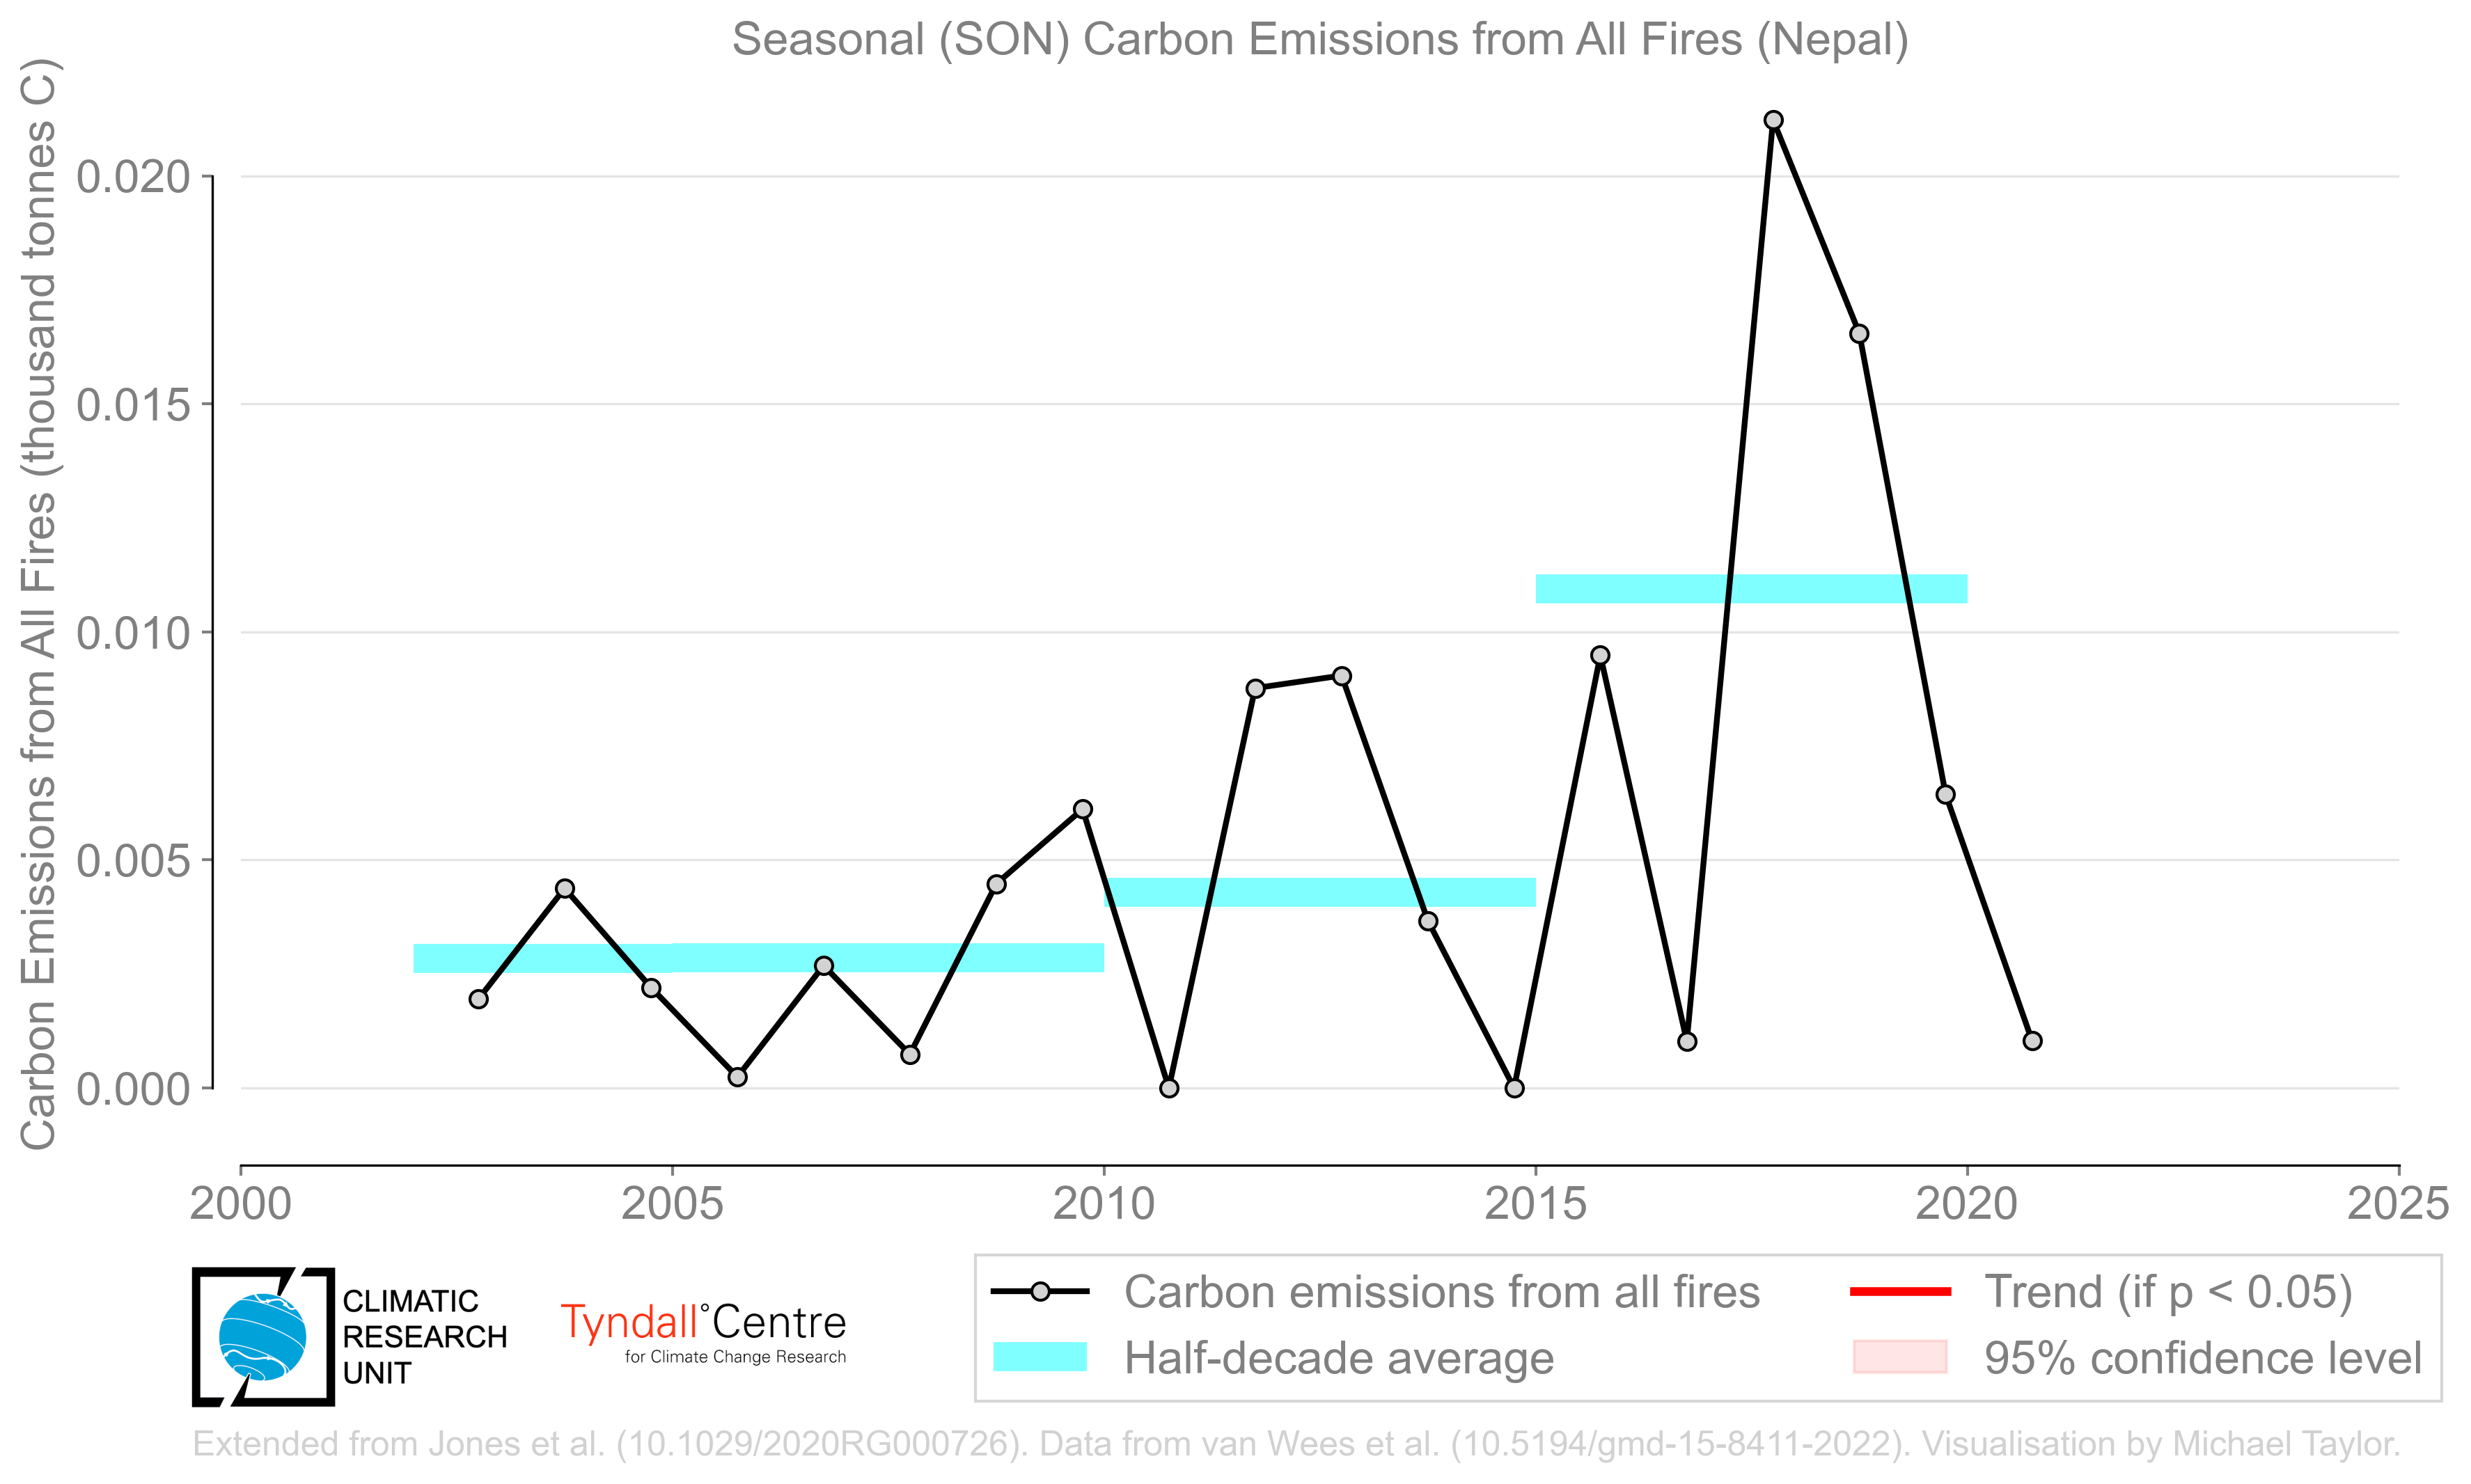 Seasonal (SON) Carbon Emissions from All Fires (Nepal)
Carbon Emissions from All Fires (thousand tonnes C)
0.020
0.015
0.010
0.005
0.000
2000
2005
2010
2015
2020
2025
CLIMATIC
RESEARCH
UNIT
Tyndall°Centre
for Climate Change Research
Carbon emissions from all fires
Half-decade average
Trend (if p < 0.05)
95% confidence level
Extended from Jones et al. (10.1029/2020RG000726). Data from van Wees et al. (10.5194/gmd-15-8411-2022). Visualisation by Michael Taylor.